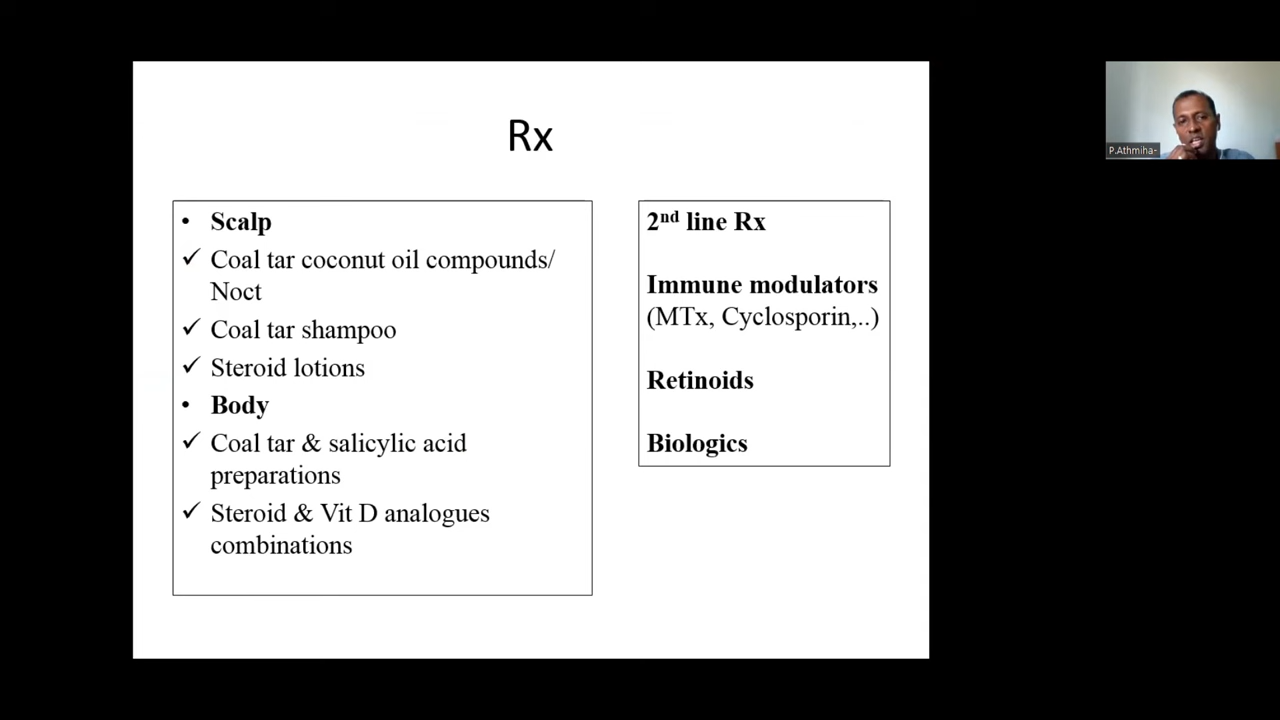 Rx
• Scalp
✓ Coal tar coconut oil compounds/
Noct
✓ Coal tar shampoo
✓ Steroid lotions
• Body
✓ Coal tar & salicylic acid
preparations
✓ Steroid & Vit D analogues
combinations
2nd line Rx
Immune modulators
(MTx, Cyclosporin,..)
Retinoids
Biologics
P.Athmiha-